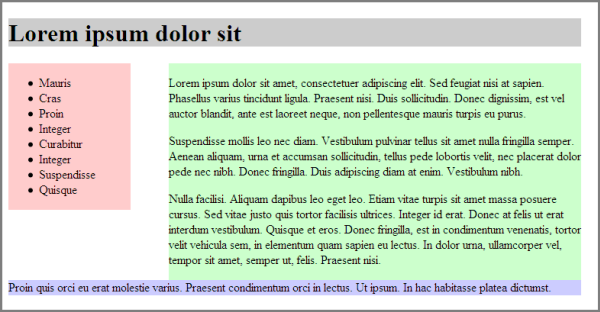 Lorem ipsum dolor sit
Mauris
Cras
Proin
Integer
Curabitur
Integer
Suspendisse
Quisque
Lorem ipsum dolor sit amet, consectetuer adipiscing elit. Sed feugiat nisi at sapien.
Phasellus varius tincidunt ligula. Praesent nisi. Duis sollicitudin. Donec dignissim, est vel
auctor blandit, ante est laoreet neque, non pellentesque mauris turpis eu purus.
Suspendisse mollis leo nec diam. Vestibulum pulvinar tellus sit amet nulla fringilla semper.
Aenean aliquam, urna et accumsan sollicitudin, tellus pede lobortis velit, nec placerat dolor
pede nec nibh. Donec fringilla. Duis adipiscing diam at enim. Vestibulum nibh.
Nulla facilisi. Aliquam dapibus leo eget leo. Etiam vitae turpis sit amet massa posuere
cursus. Sed vitae justo quis tortor facilisis ultrices. Integer id erat. Donec at felis ut erat
interdum vestibulum. Quisque et eros. Donec fringilla, est in condimentum venenatis, tortor
velit vehicula sem, in elementum quam sapien eu lectus. In dolor urna, ullamcorper vel,
tempor sit amet, semper ut, felis. Praesent nisi.
Proin quis orci eu erat molestie varius. Praesent condimentum orci in lectus. Ut ipsum. In hac habitasse platea dictumst.